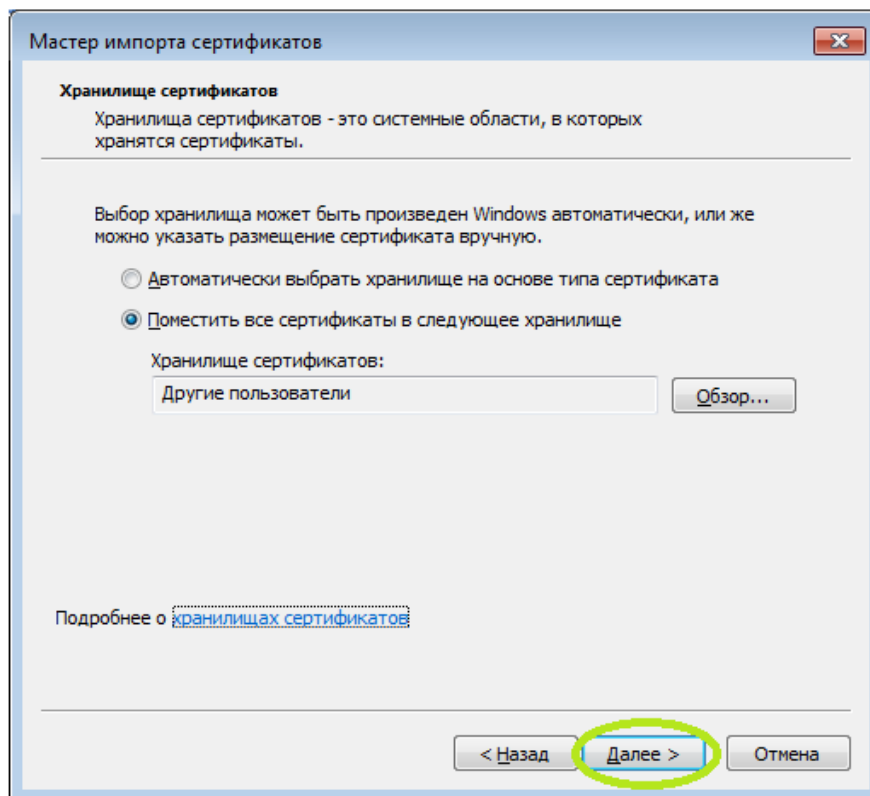 Мастер импорта сертификатов
Хранилище сертификатов
Хранилища сертификатов - это системные области, в которых
хранятся сертификаты.
Выбор хранилища может быть произведен Windows автоматически, или же
можно указать размещение сертификата вручную.
Автоматически выбрать хранилище на основе типа сертификата
Поместить все сертификаты в следующее хранилище
Хранилище сертификатов:
Другие пользователи
Обзор...
Подробнее о хранилищах сертификатов
< Назад
Далее >
Отмена